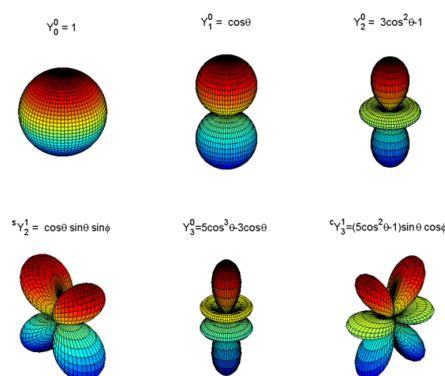 Y₀⁰ = 1
Y₁⁰ = cosθ
Y₂⁰ = 3cos²θ-1
ˢY₂¹ = cosθ sinθ sinϕ
Y₃⁰=5cos³θ-3cosθ
ᶜY₃¹=(5cos²θ-1)sinθ cosϕ